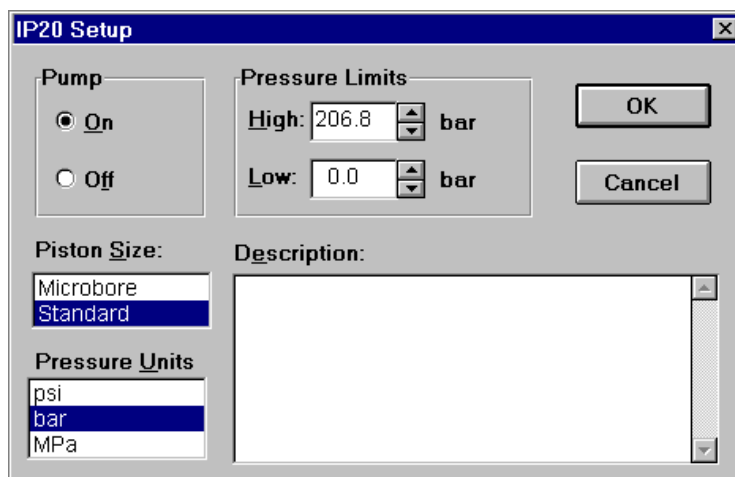 IP20 Setup
Pump
On
Off
Pressure Limits
High: 206.8 bar
Low: 0.0 bar
OK
Cancel
Piston Size:
Microbore
Standard
Pressure Units
psi
bar
MPa
Description: